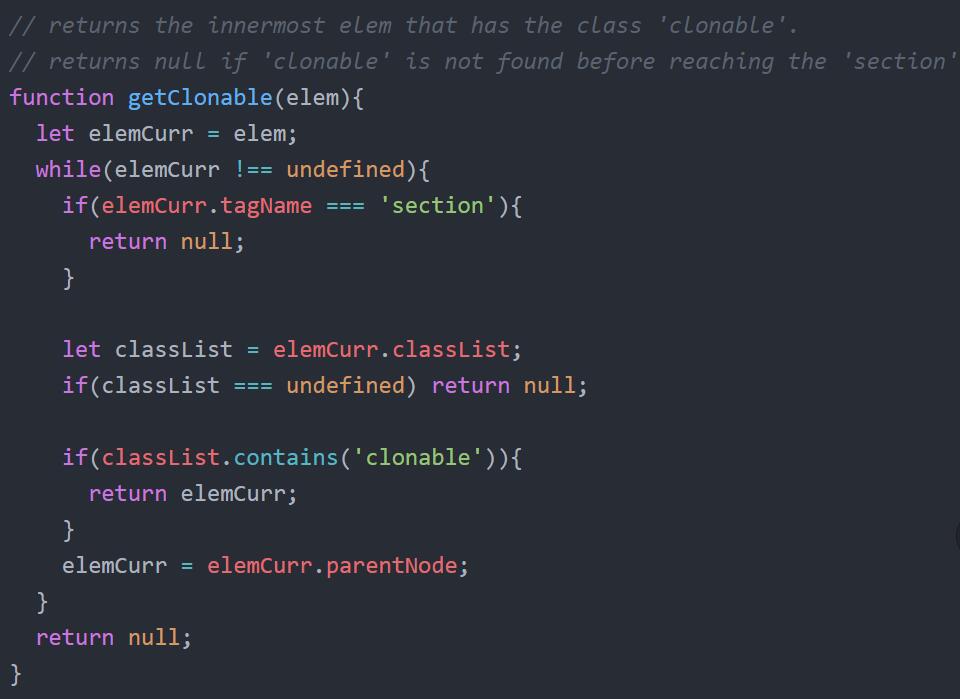 // returns the innermost elem that has the class 'clonable'.
// returns null if 'clonable' is not found before reaching the 'section'
function getClonable(elem){
  let elemCurr = elem;
  while(elemCurr !== undefined){
    if(elemCurr.tagName === 'section'){
      return null;
    }

    let classList = elemCurr.classList;
    if(classList === undefined) return null;

    if(classList.contains('clonable')){
      return elemCurr;
    }
    elemCurr = elemCurr.parentNode;
  }
  return null;
}